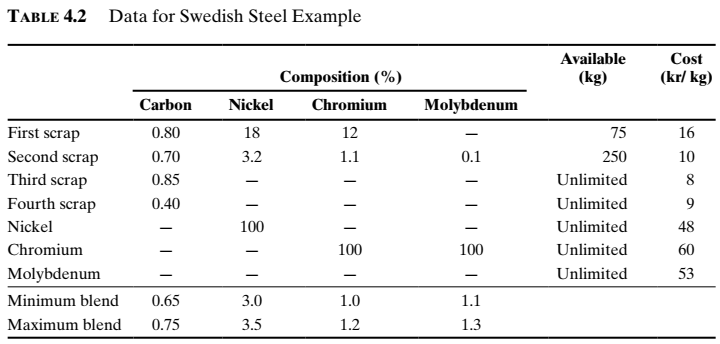 TABLE 4.2 Data for Swedish Steel Example
Composition (%) Available (kg) Cost (kr/ kg)
Carbon Nickel Chromium Molybdenum
First scrap 0.80 18 12 — 75 16
Second scrap 0.70 3.2 1.1 0.1 250 10
Third scrap 0.85 — — — Unlimited 8
Fourth scrap 0.40 — — — Unlimited 9
Nickel — 100 — — Unlimited 48
Chromium — — 100 100 Unlimited 60
Molybdenum — — — — Unlimited 53
Minimum blend 0.65 3.0 1.0 1.1
Maximum blend 0.75 3.5 1.2 1.3